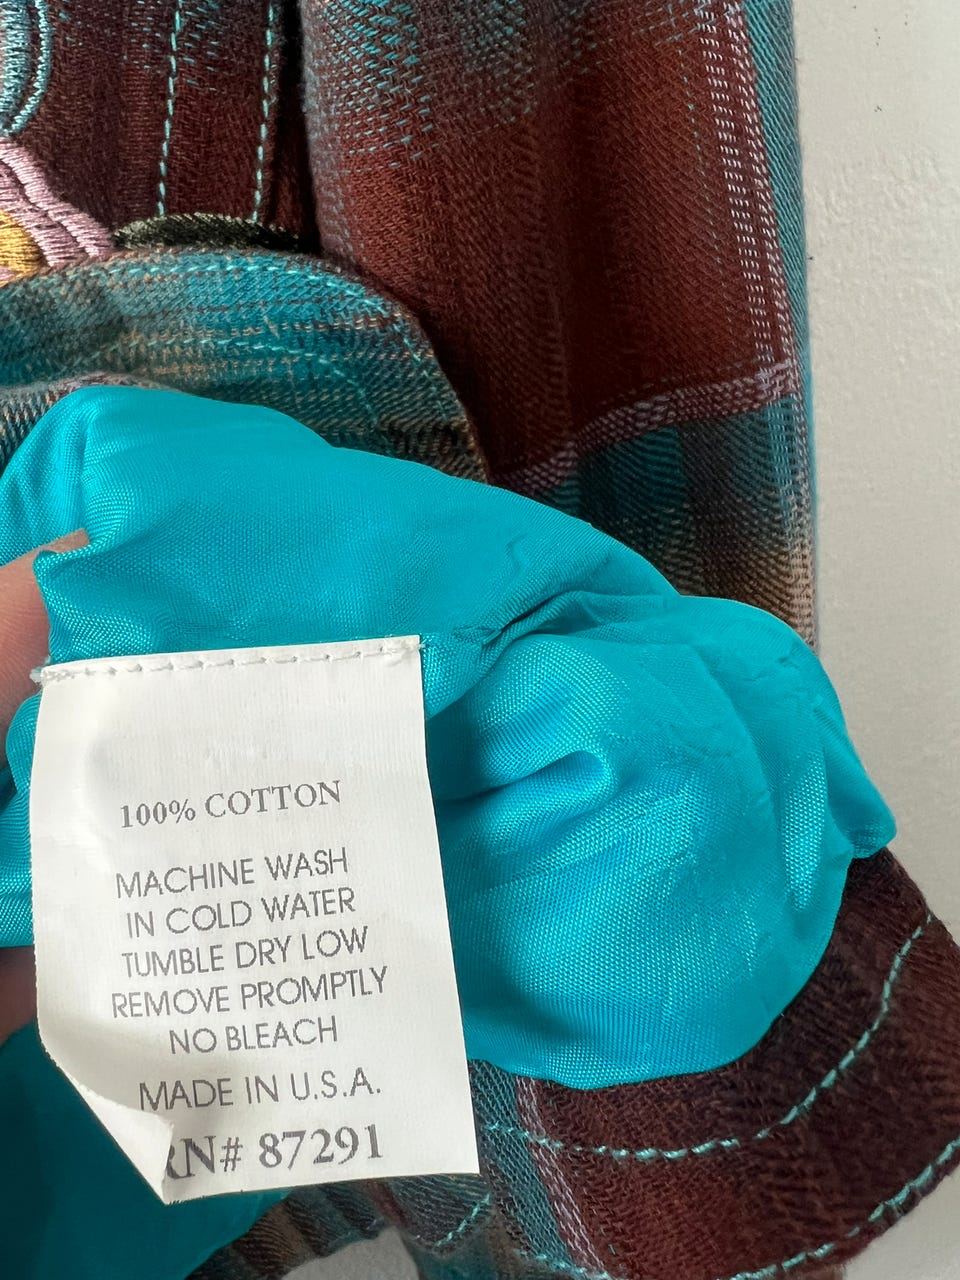 100% COTTON
MACHINE WASH
IN COLD WATER
TUMBLE DRY LOW
REMOVE PROMPTLY
NO BLEACH
MADE IN U.S.A.
RN# 87291